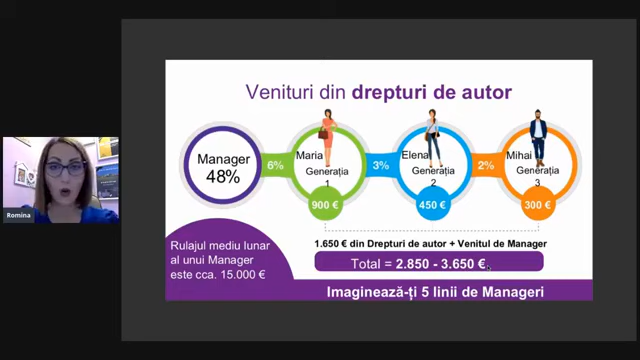 Venituri din drepturi de autor
Manager
48%
6%
Maria
Generația
1
900 €
3%
Elena
Generația
2
450 €
2%
Mihai
Generația
3
300 €
Rulajul mediu lunar
al unui Manager
este cca. 15.000 €
1.650 € din Drepturi de autor + Venitul de Manager
Total = 2.850 - 3.650 €
Imaginează-ți 5 linii de Manageri
Romina